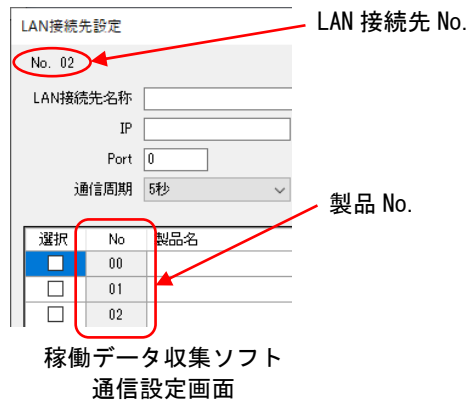 LAN接続先設定
LAN 接続先 No.
No. 02
LAN接続先名称
IP
Port 0
通信周期 5秒
製品 No.
選択 No 製品名
00
01
02
稼働データ収集ソフト
通信設定画面